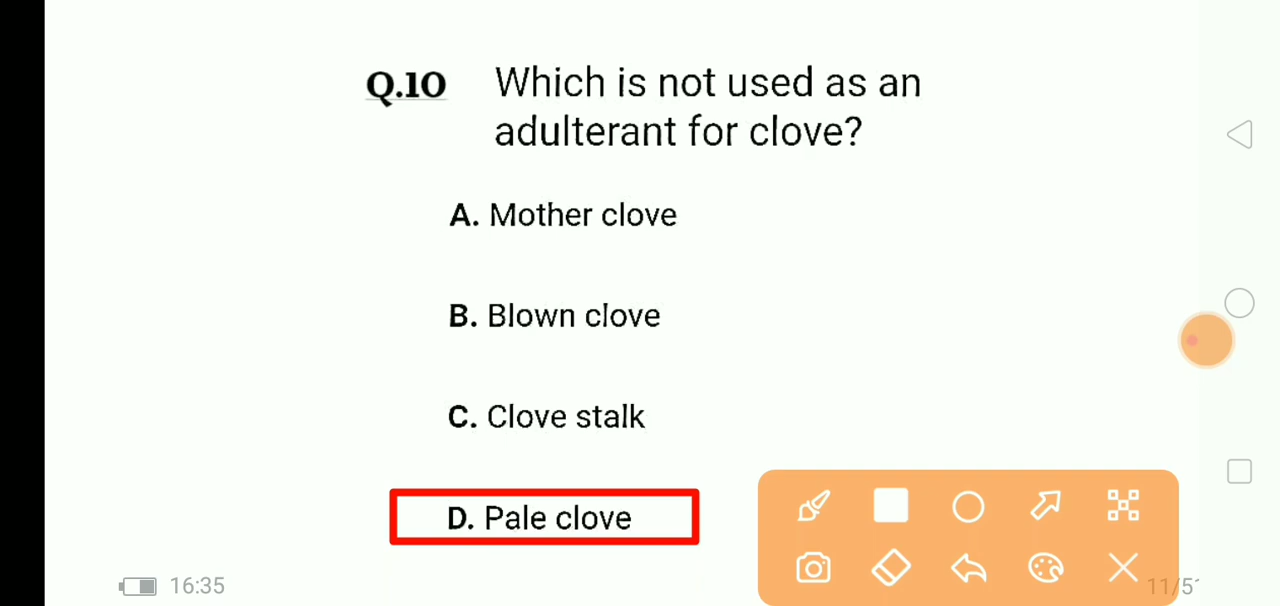 Q.10 Which is not used as an
adulterant for clove?
A. Mother clove
B. Blown clove
C. Clove stalk
D. Pale clove
16:35